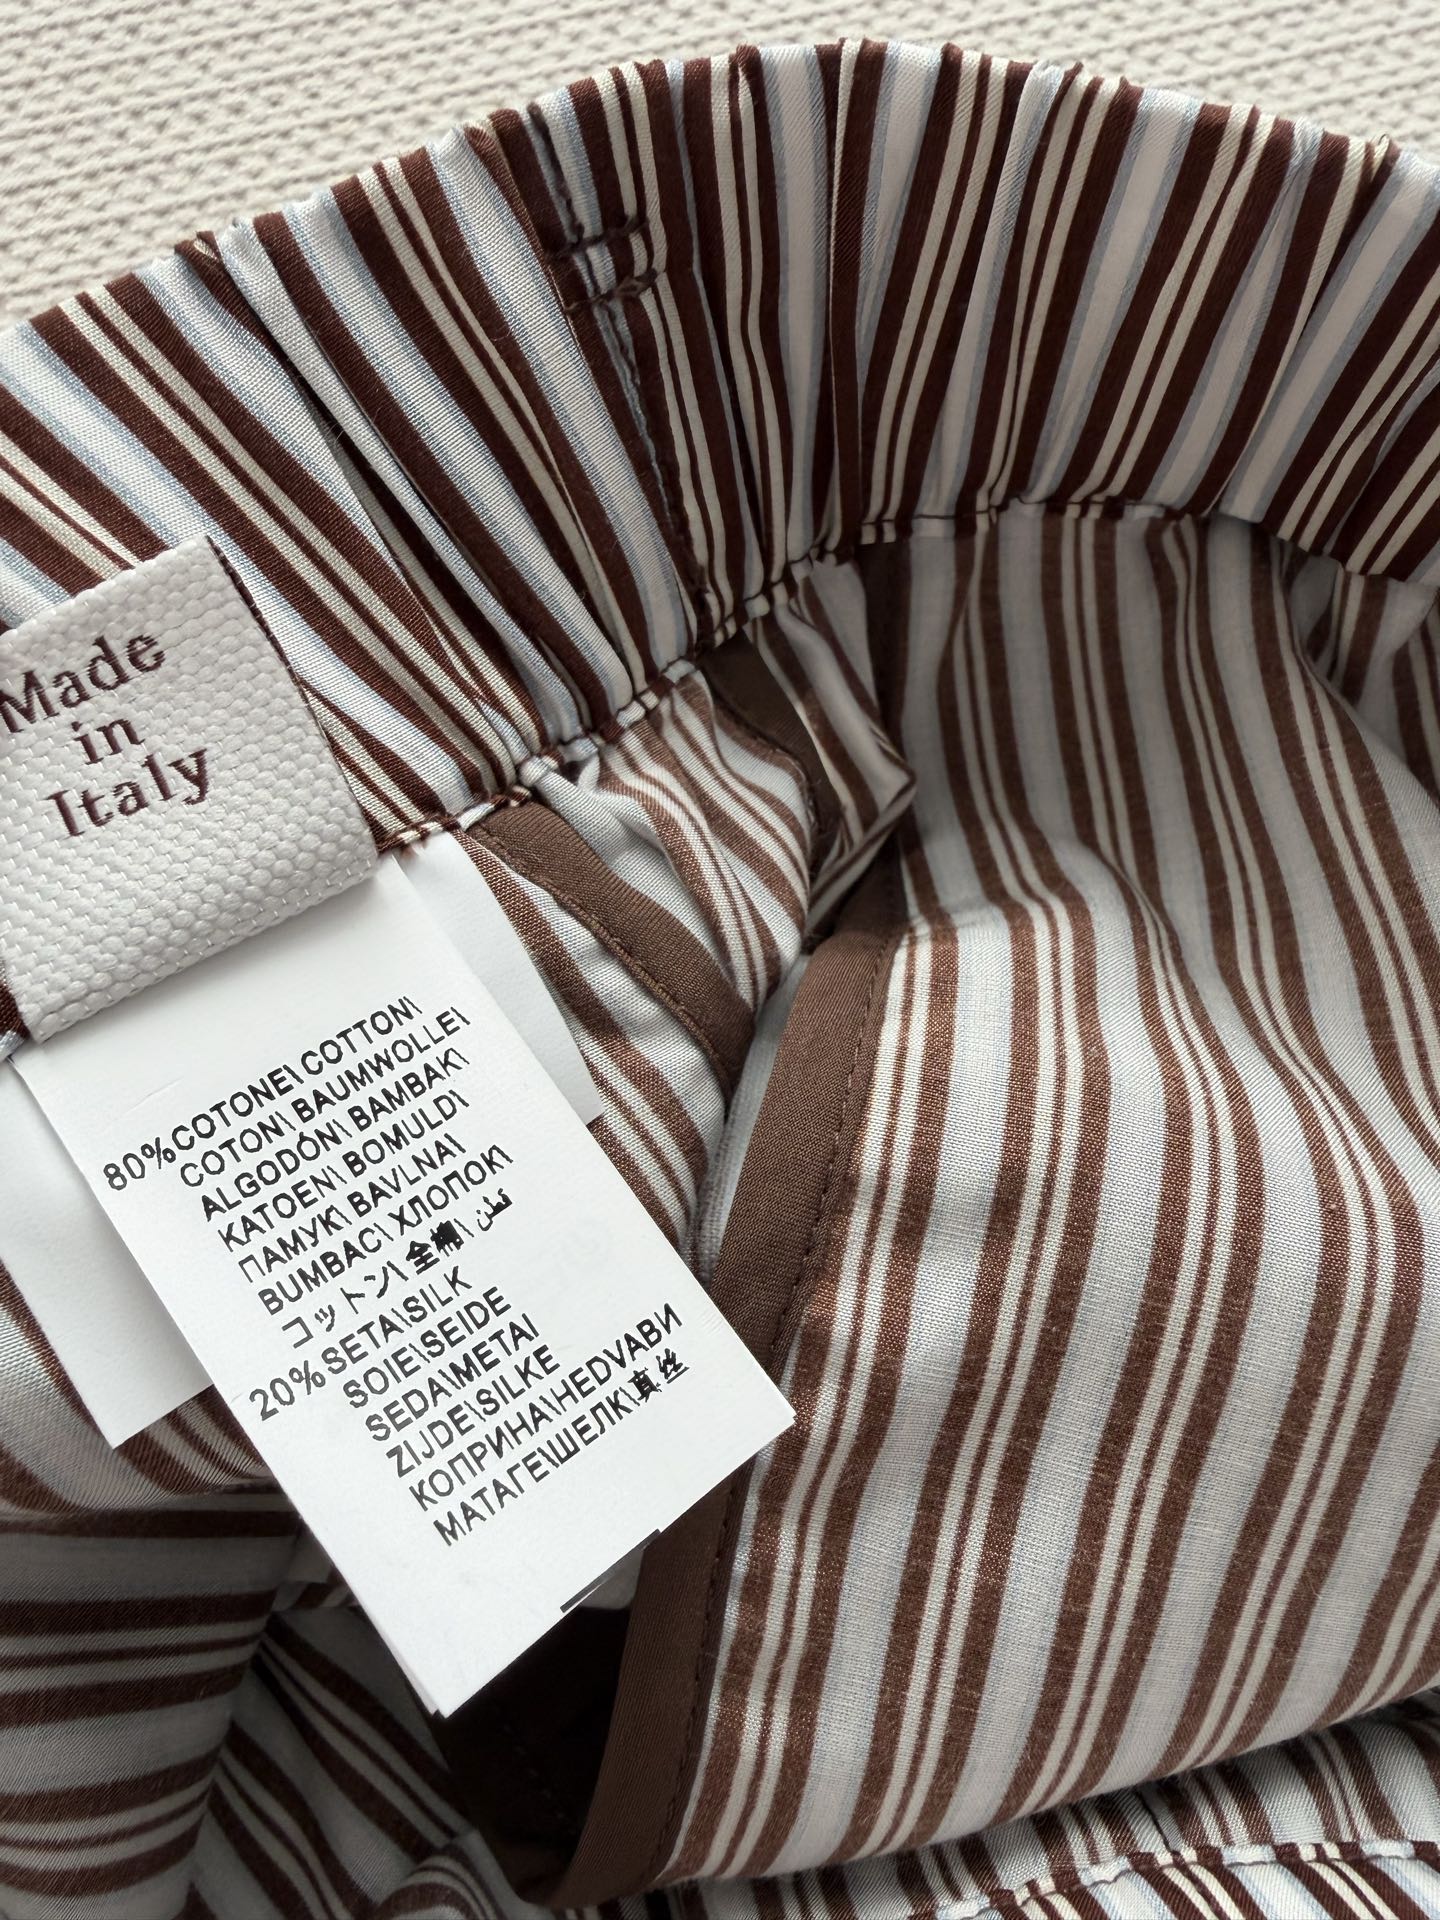 Made
in
Italy
80%COTONE\ COTTON\
COTON\ BAUMWOLLE\
ALGODÓN\ BAMBAK\
KATOEN\ BOMULD\
ПАМУК\ BAVLNA\
BUMBAC\ ХЛОПОК\
コットン\ 全棉\ قطن
20%SETA\SILK
SOIE\SEIDE
SEDA\METAI
ZIJDE\SILKE
КОПРИНА\HEDVABИ
MATAГE\ШЕЛК\真丝